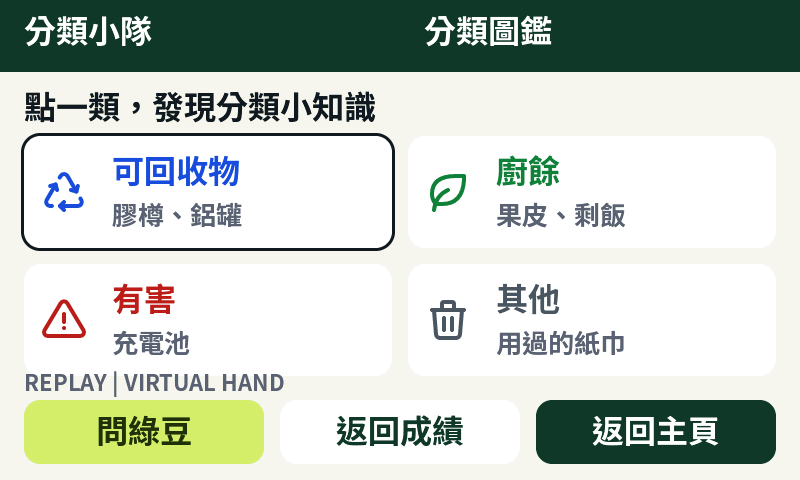 分類小隊
分類圖鑑
點一類，發現分類小知識
可回收物
膠樽、鋁罐
廚餘
果皮、剩飯
有害
充電池
其他
用過的紙巾
REPLAY | VIRTUAL HAND
問綠豆
返回成績
返回主頁